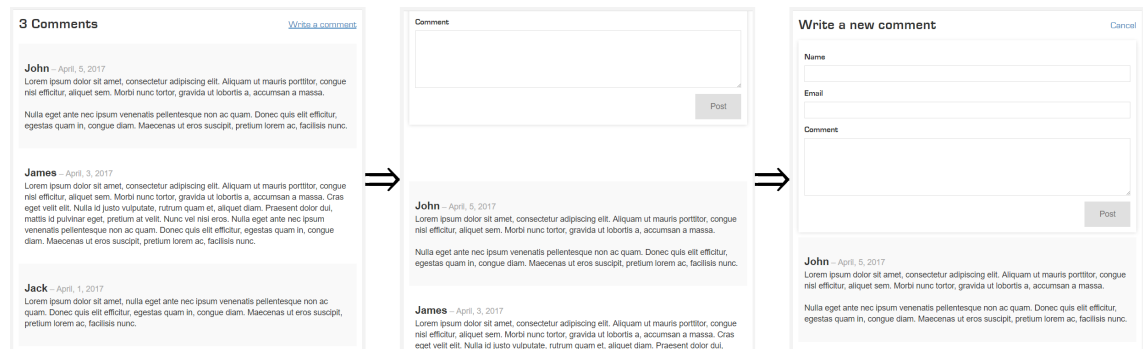 3 Comments
Write a comment
John – April, 5, 2017
Lorem ipsum dolor sit amet, consectetur adipiscing elit. Aliquam ut mauris porttitor, congue
nisl efficitur, aliquet sem. Morbi nunc tortor, gravida ut lobortis a, accumsan a massa.
Nulla eget ante nec ipsum venenatis pellentesque non ac quam. Donec quis elit efficitur,
egestas quam in, congue diam. Maecenas ut eros suscipit, pretium lorem ac, facilisis nunc.
James – April, 3, 2017
Lorem ipsum dolor sit amet, consectetur adipiscing elit. Aliquam ut mauris porttitor, congue
nisl efficitur, aliquet sem. Morbi nunc tortor, gravida ut lobortis a, accumsan a massa. Cras
eget velit elit. Nulla id justo vulputate, rutrum quam et, aliquet diam. Praesent dolor dui,
mattis id pulvinar eget, pretium at velit. Nunc vel nisi eros. Nulla eget ante nec ipsum
venenatis pellentesque non ac quam. Donec quis elit efficitur, egestas quam in, congue
diam. Maecenas ut eros suscipit, pretium lorem ac, facilisis nunc.
Jack – April, 1, 2017
Lorem ipsum dolor sit amet, nulla eget ante nec ipsum venenatis pellentesque non ac
quam. Donec quis elit efficitur, egestas quam in, congue diam. Maecenas ut eros suscipit,
pretium lorem ac, facilisis nunc.
⇒
Comment
Post
John – April, 5, 2017
Lorem ipsum dolor sit amet, consectetur adipiscing elit. Aliquam ut mauris porttitor, congue
nisl efficitur, aliquet sem. Morbi nunc tortor, gravida ut lobortis a, accumsan a massa.
Nulla eget ante nec ipsum venenatis pellentesque non ac quam. Donec quis elit efficitur,
egestas quam in, congue diam. Maecenas ut eros suscipit, pretium lorem ac, facilisis nunc.
James – April, 3, 2017
Lorem ipsum dolor sit amet, consectetur adipiscing elit. Aliquam ut mauris porttitor, congue
nisl efficitur, aliquet sem. Morbi nunc tortor, gravida ut lobortis a, accumsan a massa. Cras
eget velit elit. Nulla id justo vulputate, rutrum quam et, aliquet diam. Praesent dolor dui,
⇒
Write a new comment
Cancel
Name
Email
Comment
Post
John – April, 5, 2017
Lorem ipsum dolor sit amet, consectetur adipiscing elit. Aliquam ut mauris porttitor, congue
nisl efficitur, aliquet sem. Morbi nunc tortor, gravida ut lobortis a, accumsan a massa.
Nulla eget ante nec ipsum venenatis pellentesque non ac quam. Donec quis elit efficitur,
egestas quam in, congue diam. Maecenas ut eros suscipit, pretium lorem ac, facilisis nunc.